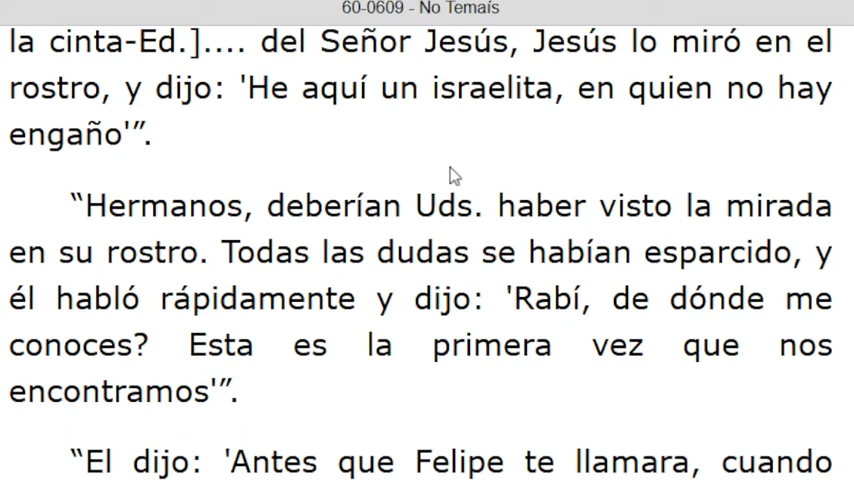 60-0609 - No Temaís
la cinta-Ed.].... del Señor Jesús, Jesús lo miró en el
rostro, y dijo: 'He aquí un israelita, en quien no hay
engaño'”.
“Hermanos, deberían Uds. haber visto la mirada
en su rostro. Todas las dudas se habían esparcido, y
él habló rápidamente y dijo: 'Rabí, de dónde me
conoces? Esta es la primera vez que nos
encontramos'”.
“El dijo: 'Antes que Felipe te llamara, cuando